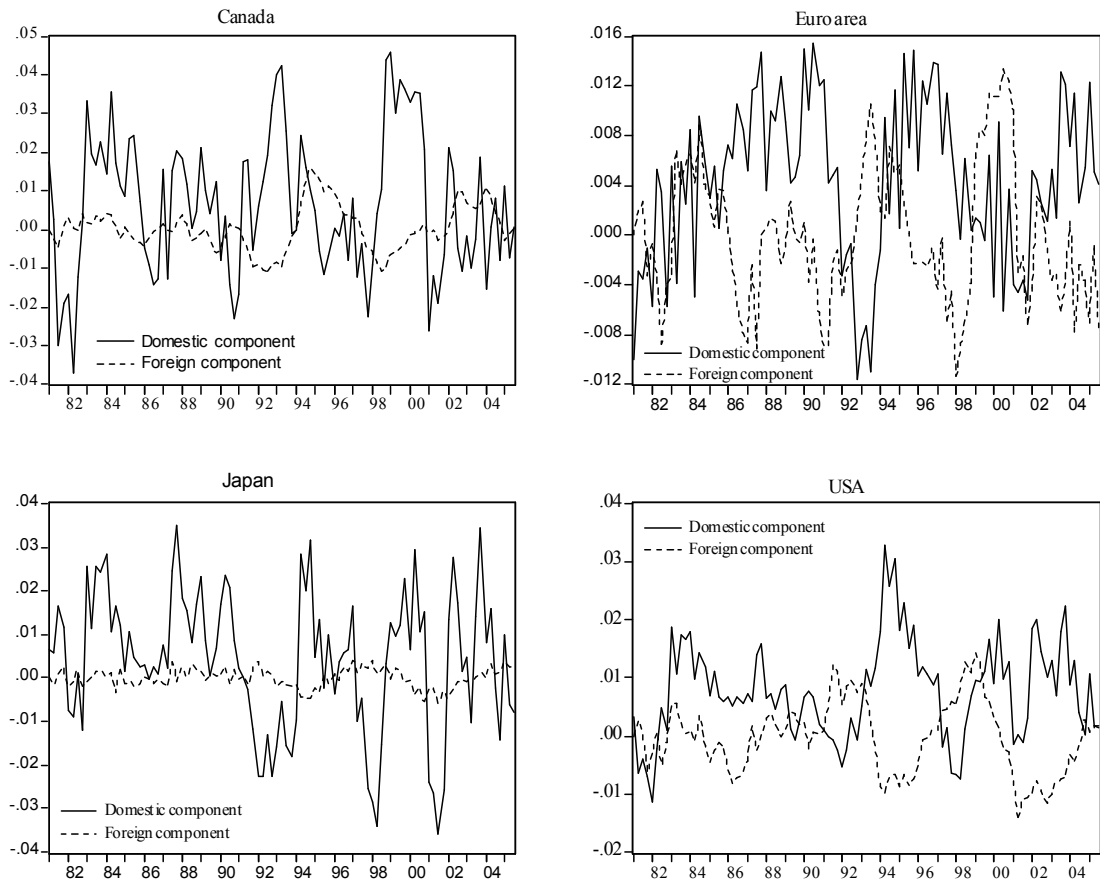 Canada
.05
.04
.03
.02
.01
.00
-.01
-.02
-.03
-.04
Domestic component
Foreign component
82 84 86 88 90 92 94 96 98 00 02 04
Euro area
.016
.012
.008
.004
.000
-.004
-.008
-.012
Domestic component
Foreign component
82 84 86 88 90 92 94 96 98 00 02 04
Japan
.04
.03
.02
.01
.00
-.01
-.02
-.03
-.04
Domestic component
Foreign component
82 84 86 88 90 92 94 96 98 00 02 04
USA
.04
.03
.02
.01
.00
-.01
-.02
Domestic component
Foreign component
82 84 86 88 90 92 94 96 98 00 02 04